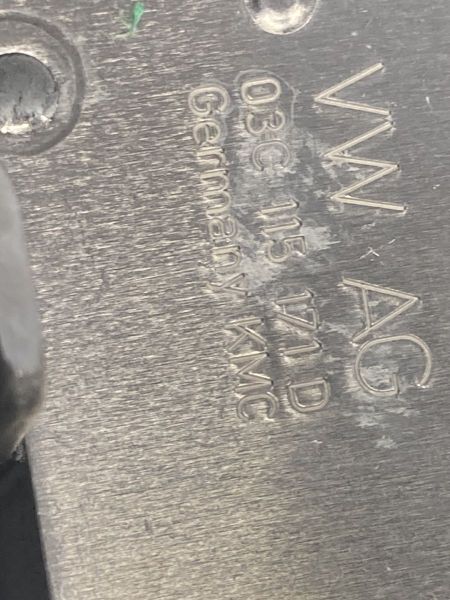 VW AG
03C 115 171 D
Germany KMC